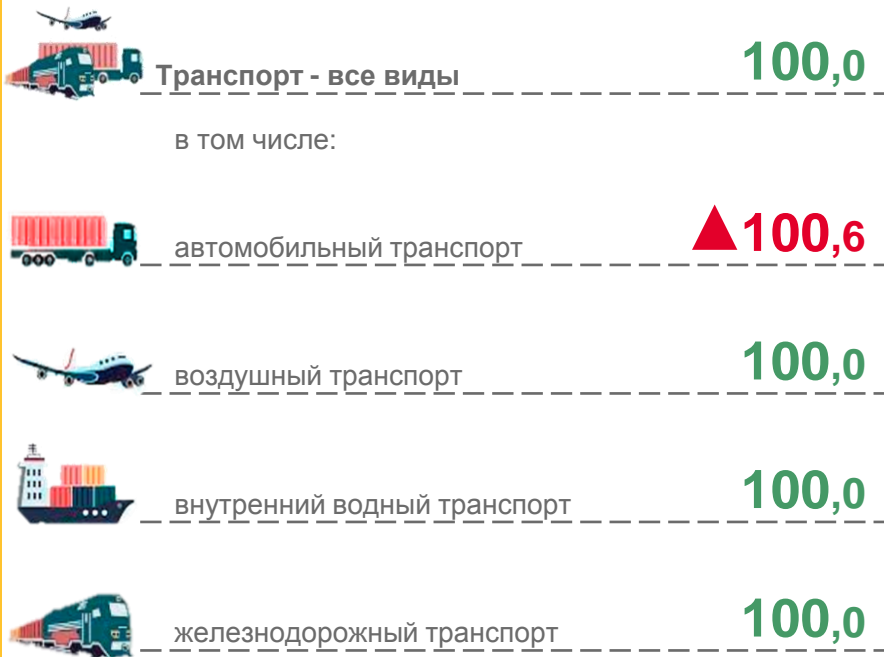 Транспорт - все виды 100,0
в том числе:
автомобильный транспорт ▲100,6
воздушный транспорт 100,0
внутренний водный транспорт 100,0
железнодорожный транспорт 100,0